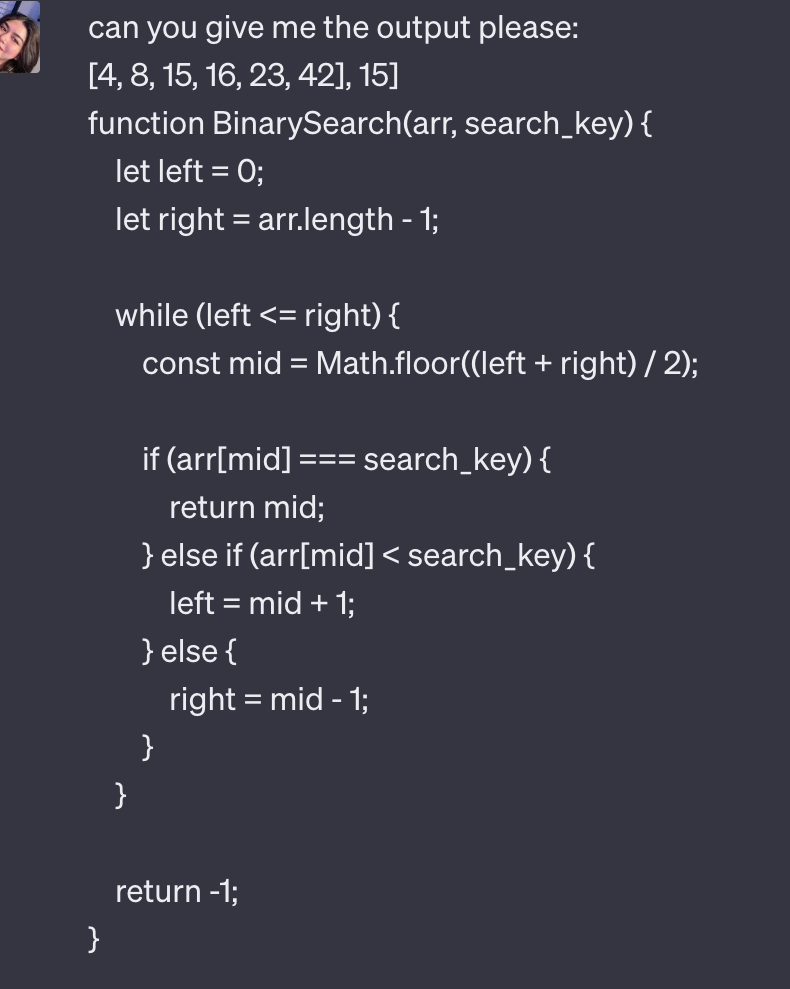 can you give me the output please:
[4, 8, 15, 16, 23, 42], 15]
function BinarySearch(arr, search_key) {
let left = 0;
let right = arr.length - 1;
while (left <= right) {
const mid = Math.floor((left + right) / 2);
if (arr[mid] === search_key) {
return mid;
} else if (arr[mid] < search_key) {
left = mid + 1;
} else {
right = mid - 1;
}
}
return -1;
}